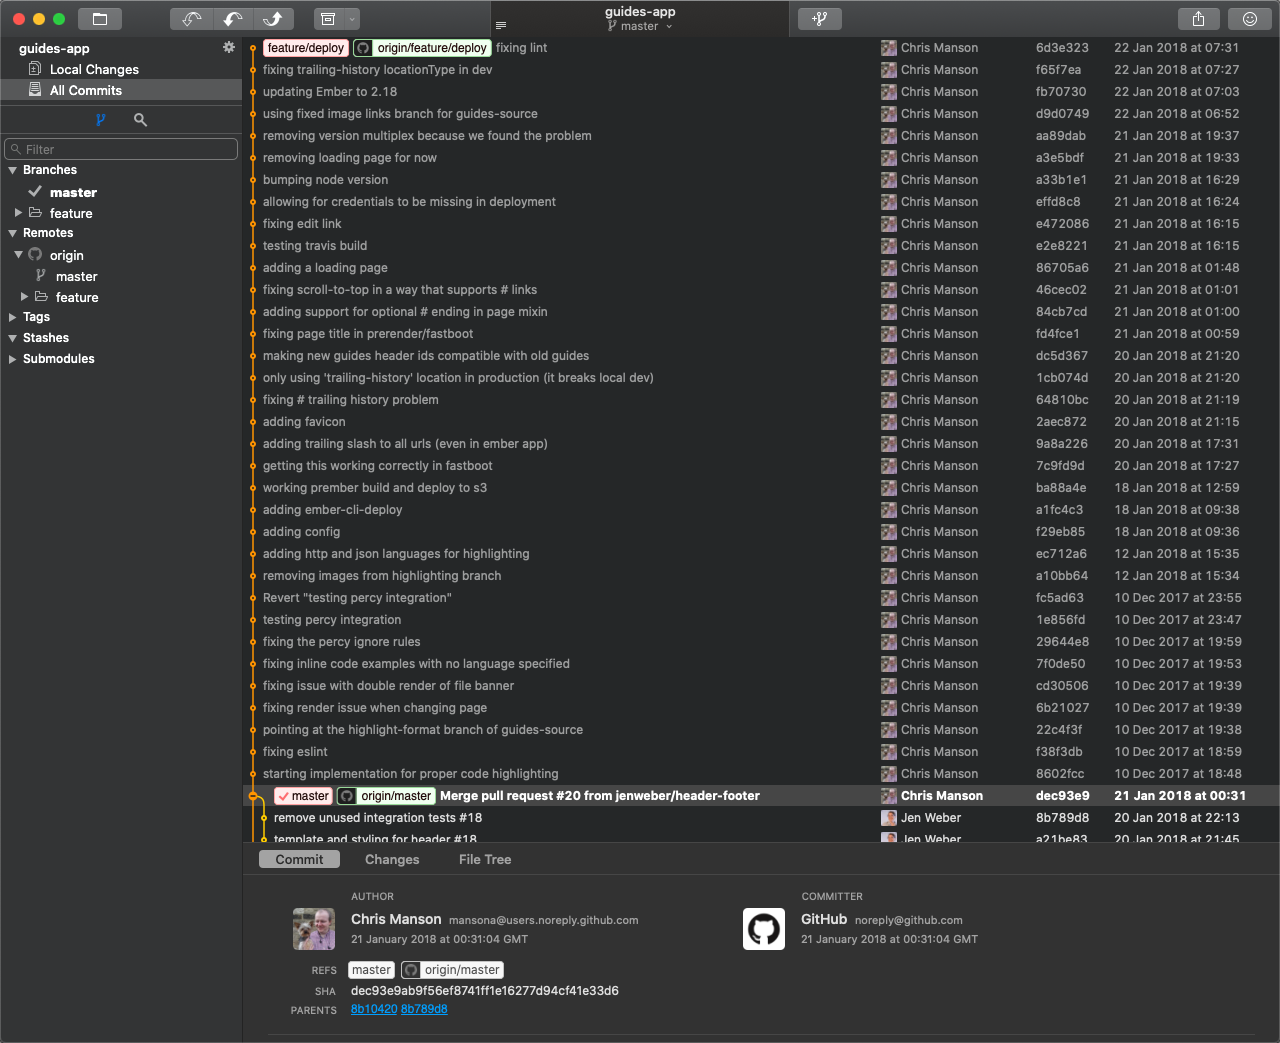 guides-app
master
guides-app
Local Changes
All Commits
Filter
Branches
master
feature
Remotes
origin
master
feature
Tags
Stashes
Submodules
feature/deploy origin/feature/deploy fixing lint Chris Manson 6d3e323 22 Jan 2018 at 07:31
fixing trailing-history locationType in dev Chris Manson f65f7ea 22 Jan 2018 at 07:27
updating Ember to 2.18 Chris Manson fb70730 22 Jan 2018 at 07:03
using fixed image links branch for guides-source Chris Manson d9d0749 22 Jan 2018 at 06:52
removing version multiplex because we found the problem Chris Manson aa89dab 21 Jan 2018 at 19:37
removing loading page for now Chris Manson a3e5bdf 21 Jan 2018 at 19:33
bumping node version Chris Manson a33b1e1 21 Jan 2018 at 16:29
allowing for credentials to be missing in deployment Chris Manson effd8c8 21 Jan 2018 at 16:24
fixing edit link Chris Manson e472086 21 Jan 2018 at 16:15
testing travis build Chris Manson e2e8221 21 Jan 2018 at 16:15
adding a loading page Chris Manson 86705a6 21 Jan 2018 at 01:48
fixing scroll-to-top in a way that supports # links Chris Manson 46cec02 21 Jan 2018 at 01:01
adding support for optional # ending in page mixin Chris Manson 84cb7cd 21 Jan 2018 at 01:00
fixing page title in prerender/fastboot Chris Manson fd4fce1 21 Jan 2018 at 00:59
making new guides header ids compatible with old guides Chris Manson dc5d367 20 Jan 2018 at 21:20
only using 'trailing-history' location in production (it breaks local dev) Chris Manson 1cb074d 20 Jan 2018 at 21:20
fixing # trailing history problem Chris Manson 64810bc 20 Jan 2018 at 21:19
adding favicon Chris Manson 2aec872 20 Jan 2018 at 21:15
adding trailing slash to all urls (even in ember app) Chris Manson 9a8a226 20 Jan 2018 at 17:31
getting this working correctly in fastboot Chris Manson 7c9fd9d 20 Jan 2018 at 17:27
working prember build and deploy to s3 Chris Manson ba88a4e 18 Jan 2018 at 12:59
adding ember-cli-deploy Chris Manson a1fc4c3 18 Jan 2018 at 09:38
adding config Chris Manson f29eb85 18 Jan 2018 at 09:36
adding http and json languages for highlighting Chris Manson ec712a6 12 Jan 2018 at 15:35
removing images from highlighting branch Chris Manson a10bb64 12 Jan 2018 at 15:34
Revert "testing percy integration" Chris Manson fc5ad63 10 Dec 2017 at 23:55
testing percy integration Chris Manson 1e856fd 10 Dec 2017 at 23:47
fixing the percy ignore rules Chris Manson 29644e8 10 Dec 2017 at 19:59
fixing inline code examples with no language specified Chris Manson 7f0de50 10 Dec 2017 at 19:53
fixing issue with double render of file banner Chris Manson cd30506 10 Dec 2017 at 19:39
fixing render issue when changing page Chris Manson 6b21027 10 Dec 2017 at 19:39
pointing at the highlight-format branch of guides-source Chris Manson 22c4f3f 10 Dec 2017 at 19:38
fixing eslint Chris Manson f38f3db 10 Dec 2017 at 18:59
starting implementation for proper code highlighting Chris Manson 8602fcc 10 Dec 2017 at 18:48
master origin/master Merge pull request #20 from jenweber/header-footer Chris Manson dec93e9 21 Jan 2018 at 00:31
remove unused integration tests #18 Jen Weber 8b789d8 20 Jan 2018 at 22:13
template and styling for header #18 Jen Weber a21be83 20 Jan 2018 at 21:45
Commit Changes File Tree
AUTHOR
Chris Manson mansona@users.noreply.github.com
21 January 2018 at 00:31:04 GMT
COMMITTER
GitHub noreply@github.com
21 January 2018 at 00:31:04 GMT
REFS master origin/master
SHA dec93e9ab9f56ef8741ff1e16277d94cf41e33d6
PARENTS 8b10420 8b789d8